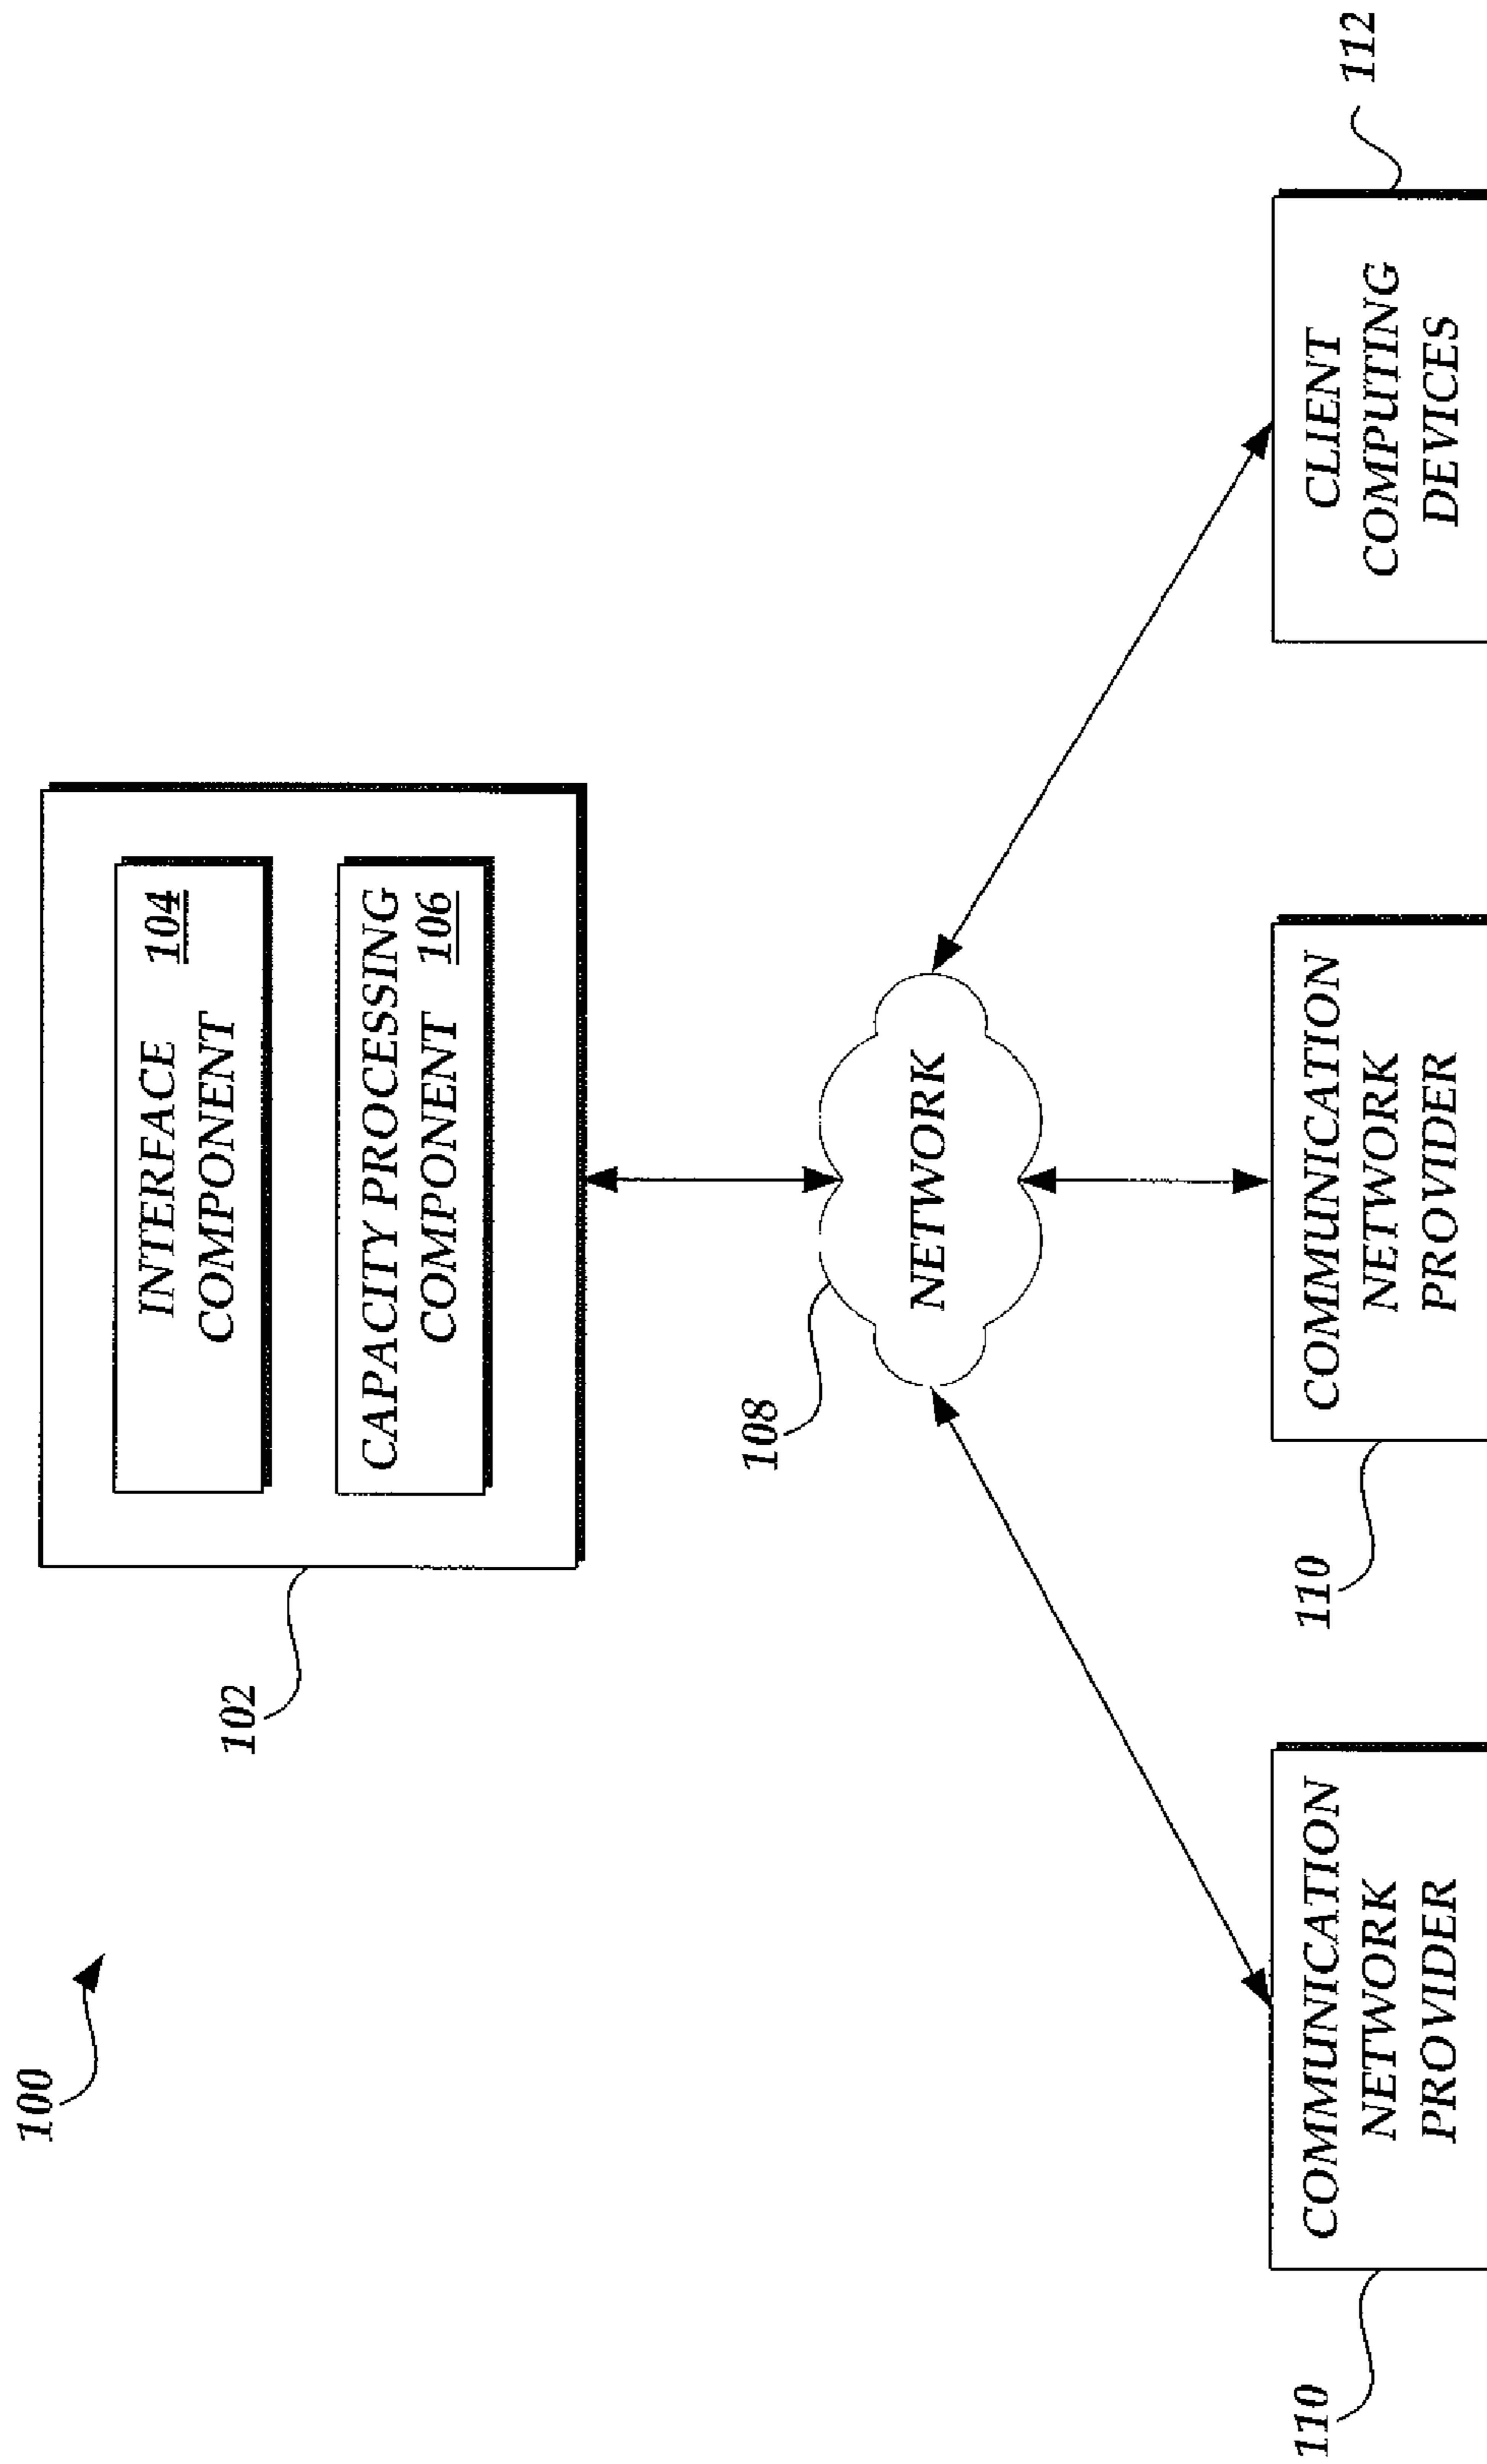 100
102
INTERFACE
104
COMPONENT
CAPACITY PROCESSING
COMPONENT 106
108
NETWORK
112
110
COMMUNICATION
NETWORK
PROVIDER
110
COMMUNICATION
NETWORK
PROVIDER
CLIENT
COMPUTING
DEVICES